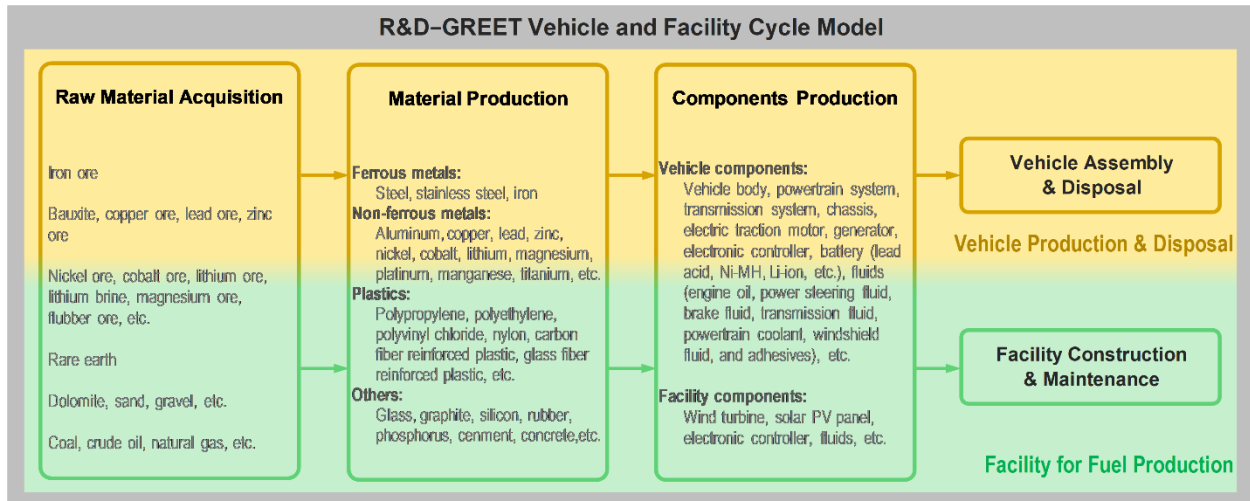 R&D–GREET Vehicle and Facility Cycle Model
Raw Material Acquisition
Iron ore
Bauxite, copper ore, lead ore, zinc
ore
Nickel ore, cobalt ore, lithium ore,
lithium brine, magnesium ore,
flubber ore, etc.
Rare earth
Dolomite, sand, gravel, etc.
Coal, crude oil, natural gas, etc.
Material Production
Ferrous metals:
Steel, stainless steel, iron
Non-ferrous metals:
Aluminum, copper, lead, zinc,
nickel, cobalt, lithium, magnesium,
platinum, manganese, titanium, etc.
Plastics:
Polypropylene, polyethylene,
polyvinyl chloride, nylon, carbon
fiber reinforced plastic, glass fiber
reinforced plastic, etc.
Others:
Glass, graphite, silicon, rubber,
phosphorus, cenment, concrete,etc.
Components Production
Vehicle components:
Vehicle body, powertrain system,
transmission system, chassis,
electric traction motor, generator,
electronic controller, battery (lead
acid, Ni-MH, Li-ion, etc.), fluids
(engine oil, power steering fluid,
brake fluid, transmission fluid,
powertrain coolant, windshield
fluid, and adhesives), etc.
Facility components:
Wind turbine, solar PV panel,
electronic controller, fluids, etc.
Vehicle Assembly
& Disposal
Vehicle Production & Disposal
Facility Construction
& Maintenance
Facility for Fuel Production